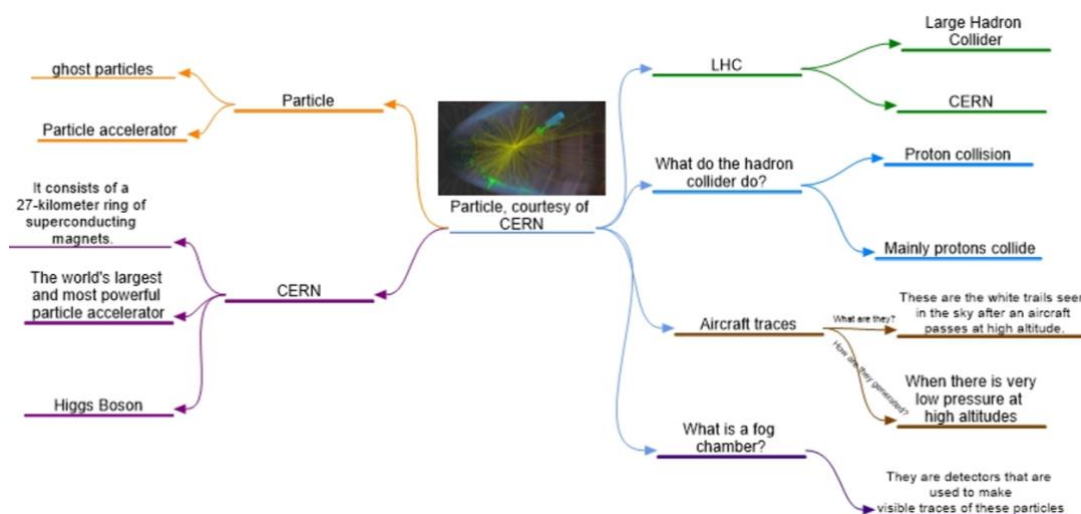 Particle, courtesy of
CERN
Particle
ghost particles
Particle accelerator
CERN
It consists of a
27-kilometer ring of
superconducting
magnets.
The world's largest
and most powerful
particle accelerator
Higgs Boson
LHC
Large Hadron
Collider
CERN
What do the hadron
collider do?
Proton collision
Mainly protons collide
Aircraft traces
What are they?
These are the white trails seen
in the sky after an aircraft
passes at high altitude.
How are they generated?
When there is very
low pressure at
high altitudes
What is a fog
chamber?
They are detectors that are
used to make
visible traces of these particles